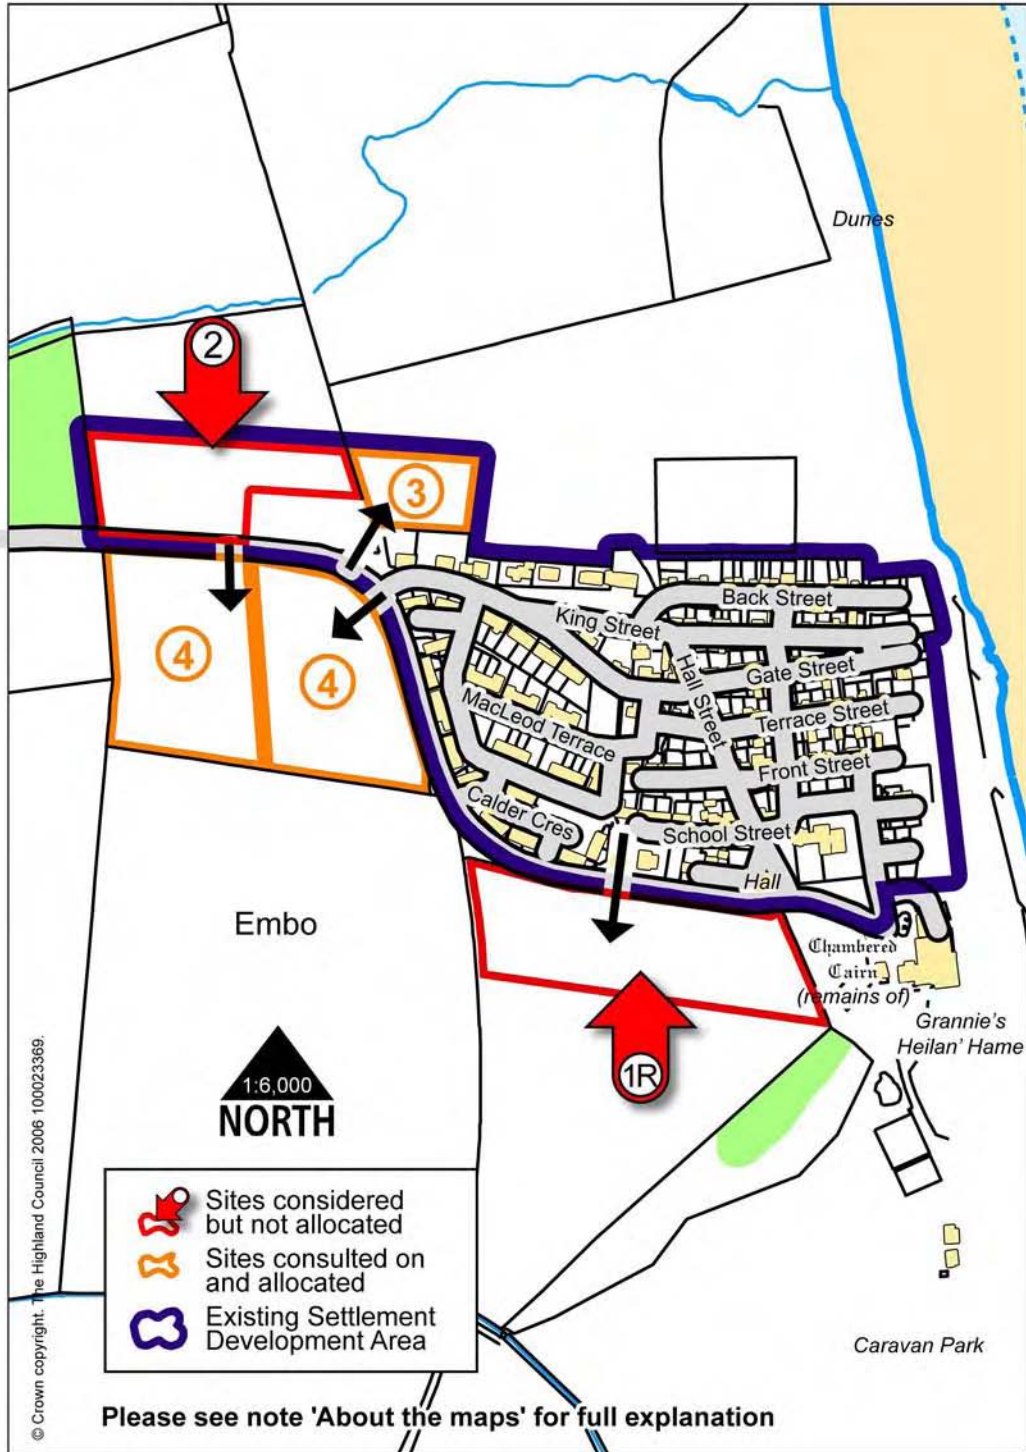 Dunes
2
3
4
4
Back Street
King Street
Hall Street
Gate Street
MacLeod Terrace
Terrace Street
Front Street
Calder Cres
School Street
Hall
Embo
Chambered
Cairn
(remains of)
Grannie's
Heilan' Hame
1R
1:6,000
NORTH
Sites considered
but not allocated
Sites consulted on
and allocated
Existing Settlement
Development Area
Caravan Park
© Crown copyright. The Highland Council 2006 100023369.
Please see note 'About the maps' for full explanation